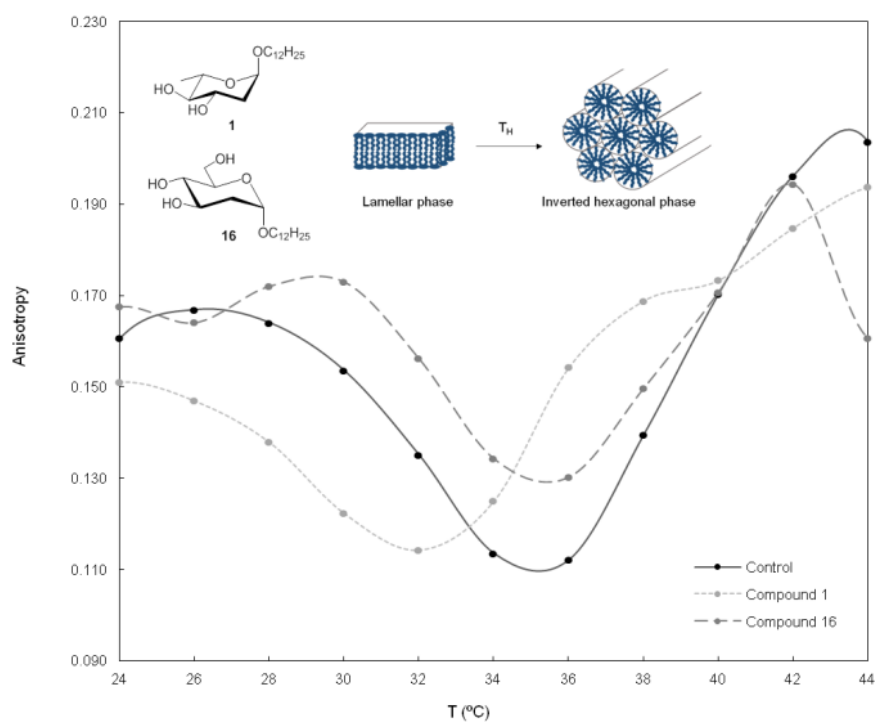 0.230
0.210
0.190
0.170
0.150
0.130
0.110
0.090
Anisotropy
24 26 28 30 32 34 36 38 40 42 44
T (ºC)
OC12H25
O
HO
HO
1
OH
HO
O
HO
OC12H25
16
TH
Lamellar phase
Inverted hexagonal phase
Control
Compound 1
Compound 16